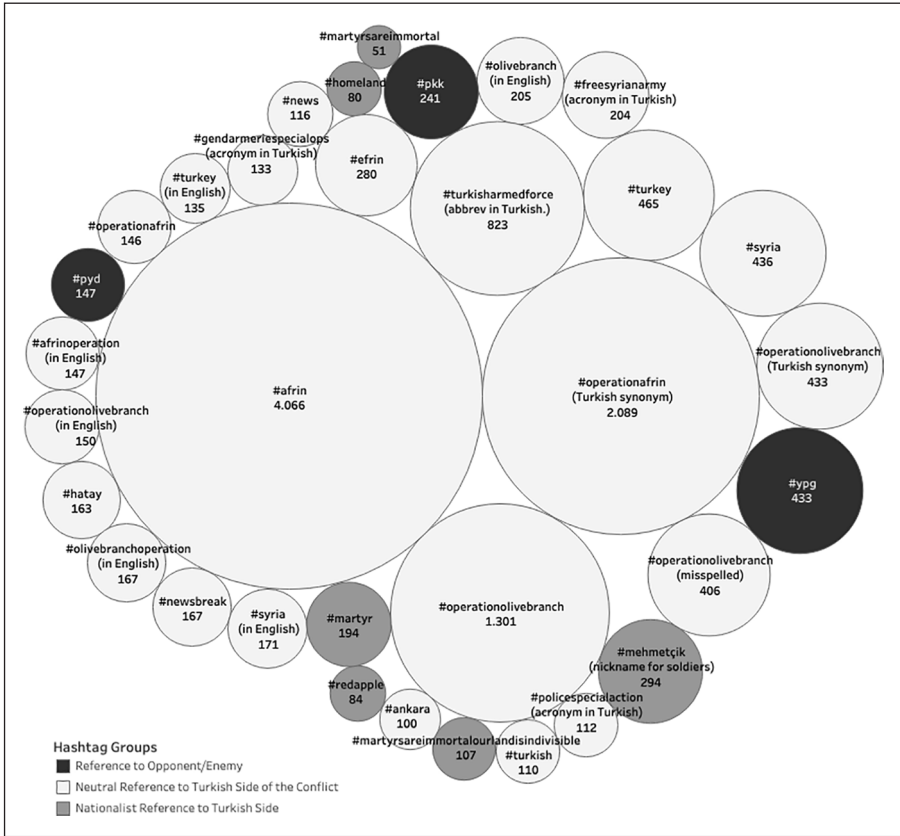 #martyrsareimmortal
51
#homeland
80
#pkk
241
#olivebranch
(in English)
205
#freesyrianarmy
(acronym in Turkish)
204
#news
116
#gendarmeriespecialops
(acronym in Turkish)
133
#efrin
280
#turkey
(in English)
135
#turkisharmedforce
(abbrev in Turkish.)
823
#turkey
465
#operationafrin
146
#syria
436
#pyd
147
#afrinoperation
(in English)
147
#operationolivebranch
(Turkish synonym)
433
#afrin
4.066
#operationafrin
(Turkish synonym)
2.089
#operationolivebranch
(in English)
150
#ypg
433
#hatay
163
#olivebranchoperation
(in English)
167
#operationolivebranch
(misspelled)
406
#newsbreak
167
#syria
(in English)
171
#martyr
194
#operationolivebranch
1.301
#mehmetçik
(nickname for soldiers)
294
#redapple
84
#ankara
100
#policespecialaction
(acronym in Turkish)
112
#martyrsareimmortalourlandisindivisible
107
#turkish
110
Hashtag Groups
Reference to Opponent/Enemy
Neutral Reference to Turkish Side of the Conflict
Nationalist Reference to Turkish Side